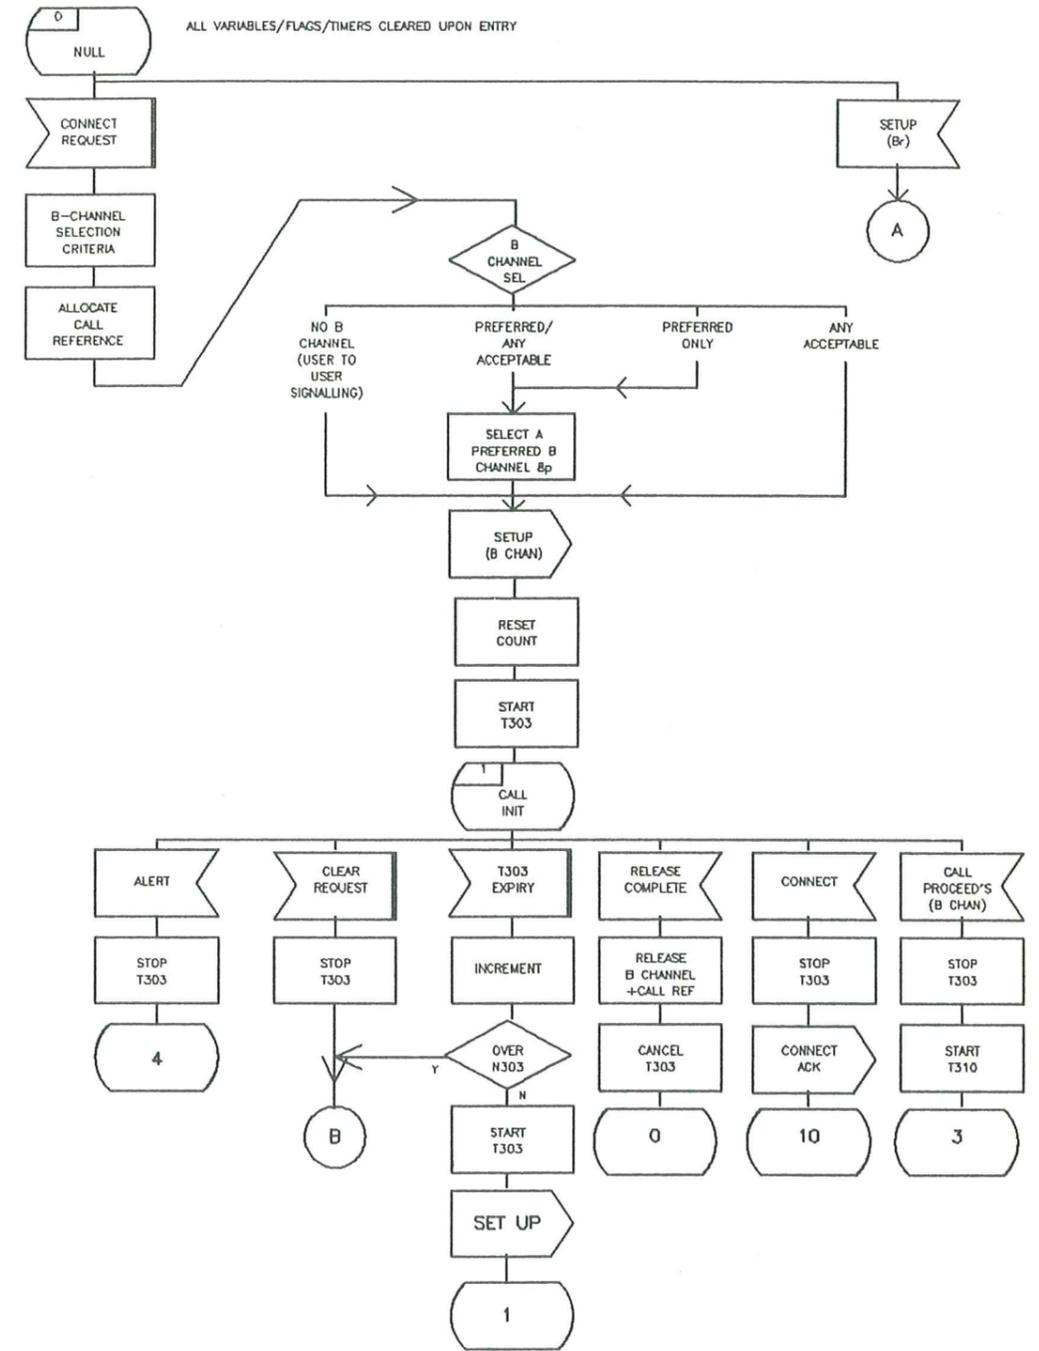 0
NULL
ALL VARIABLES/FLAGS/TIMERS CLEARED UPON ENTRY
CONNECT
REQUEST
SETUP
(Br)
A
B-CHANNEL
SELECTION
CRITERIA
ALLOCATE
CALL
REFERENCE
B
CHANNEL
SEL
NO B
CHANNEL
(USER TO
USER
SIGNALLING)
PREFERRED/
ANY
ACCEPTABLE
PREFERRED
ONLY
ANY
ACCEPTABLE
SELECT A
PREFERRED B
CHANNEL Bp
SETUP
(B CHAN)
RESET
COUNT
START
T303
1
CALL
INIT
ALERT
STOP
T303
4
CLEAR
REQUEST
STOP
T303
B
T303
EXPIRY
INCREMENT
OVER
N303
Y
N
START
T303
SET UP
1
RELEASE
COMPLETE
RELEASE
B CHANNEL
+CALL REF
CANCEL
T303
0
CONNECT
STOP
T303
CONNECT
ACK
10
CALL
PROCEED'S
(B CHAN)
STOP
T303
START
T310
3